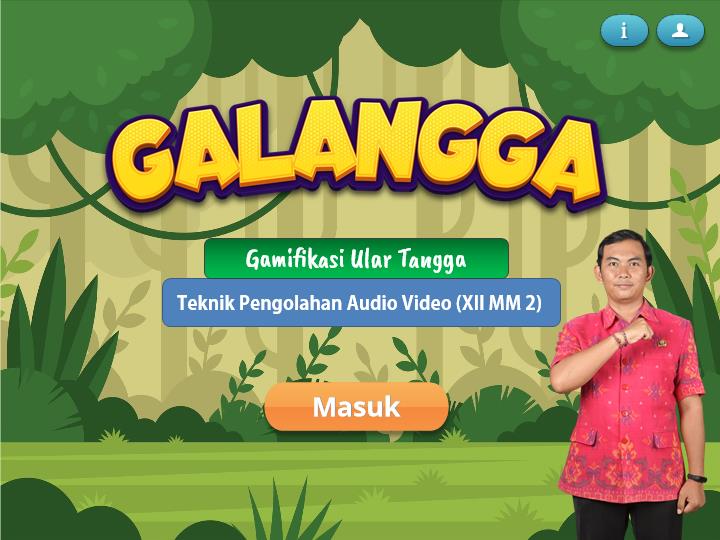 i
GALANGGA
Gamifikasi Ular Tangga
Teknik Pengolahan Audio Video (XII MM 2)
Masuk